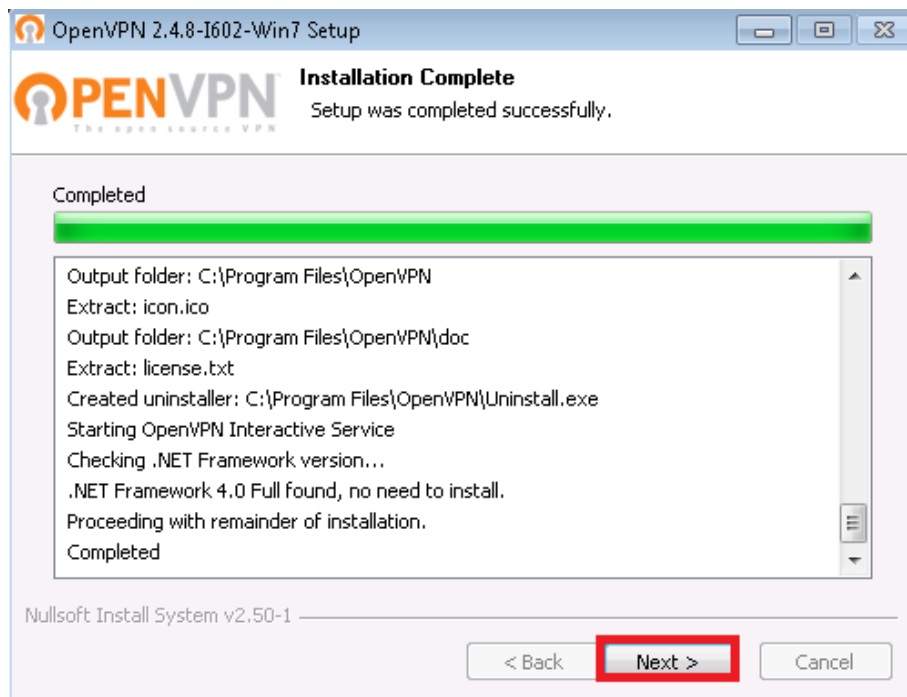 OpenVPN 2.4.8-I602-Win7 Setup
OPENVPN
The open source VPN
Installation Complete
Setup was completed successfully.
Completed
Output folder: C:\Program Files\OpenVPN
Extract: icon.ico
Output folder: C:\Program Files\OpenVPN\doc
Extract: license.txt
Created uninstaller: C:\Program Files\OpenVPN\Uninstall.exe
Starting OpenVPN Interactive Service
Checking .NET Framework version...
.NET Framework 4.0 Full found, no need to install.
Proceeding with remainder of installation.
Completed
Nullsoft Install System v2.50-1
< Back
Next >
Cancel